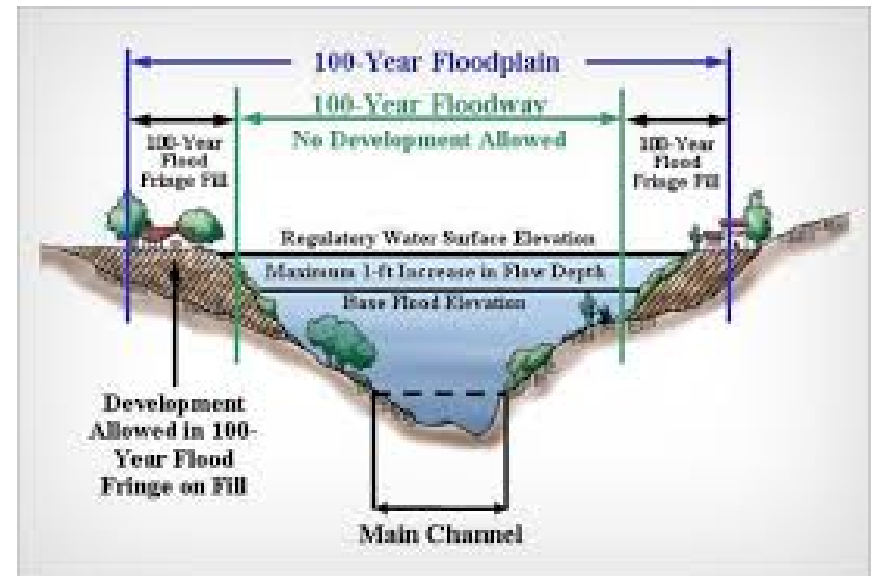 100-Year Floodplain
100-Year Floodway
No Development Allowed
100-Year
Flood
Fringe Fill
100-Year
Flood
Fringe Fill
Regulatory Water Surface Elevation
Maximum 1-ft Increase in Flow Depth
Base Flood Elevation
Development
Allowed in 100-
Year Flood
Fringe on Fill
Main Channel